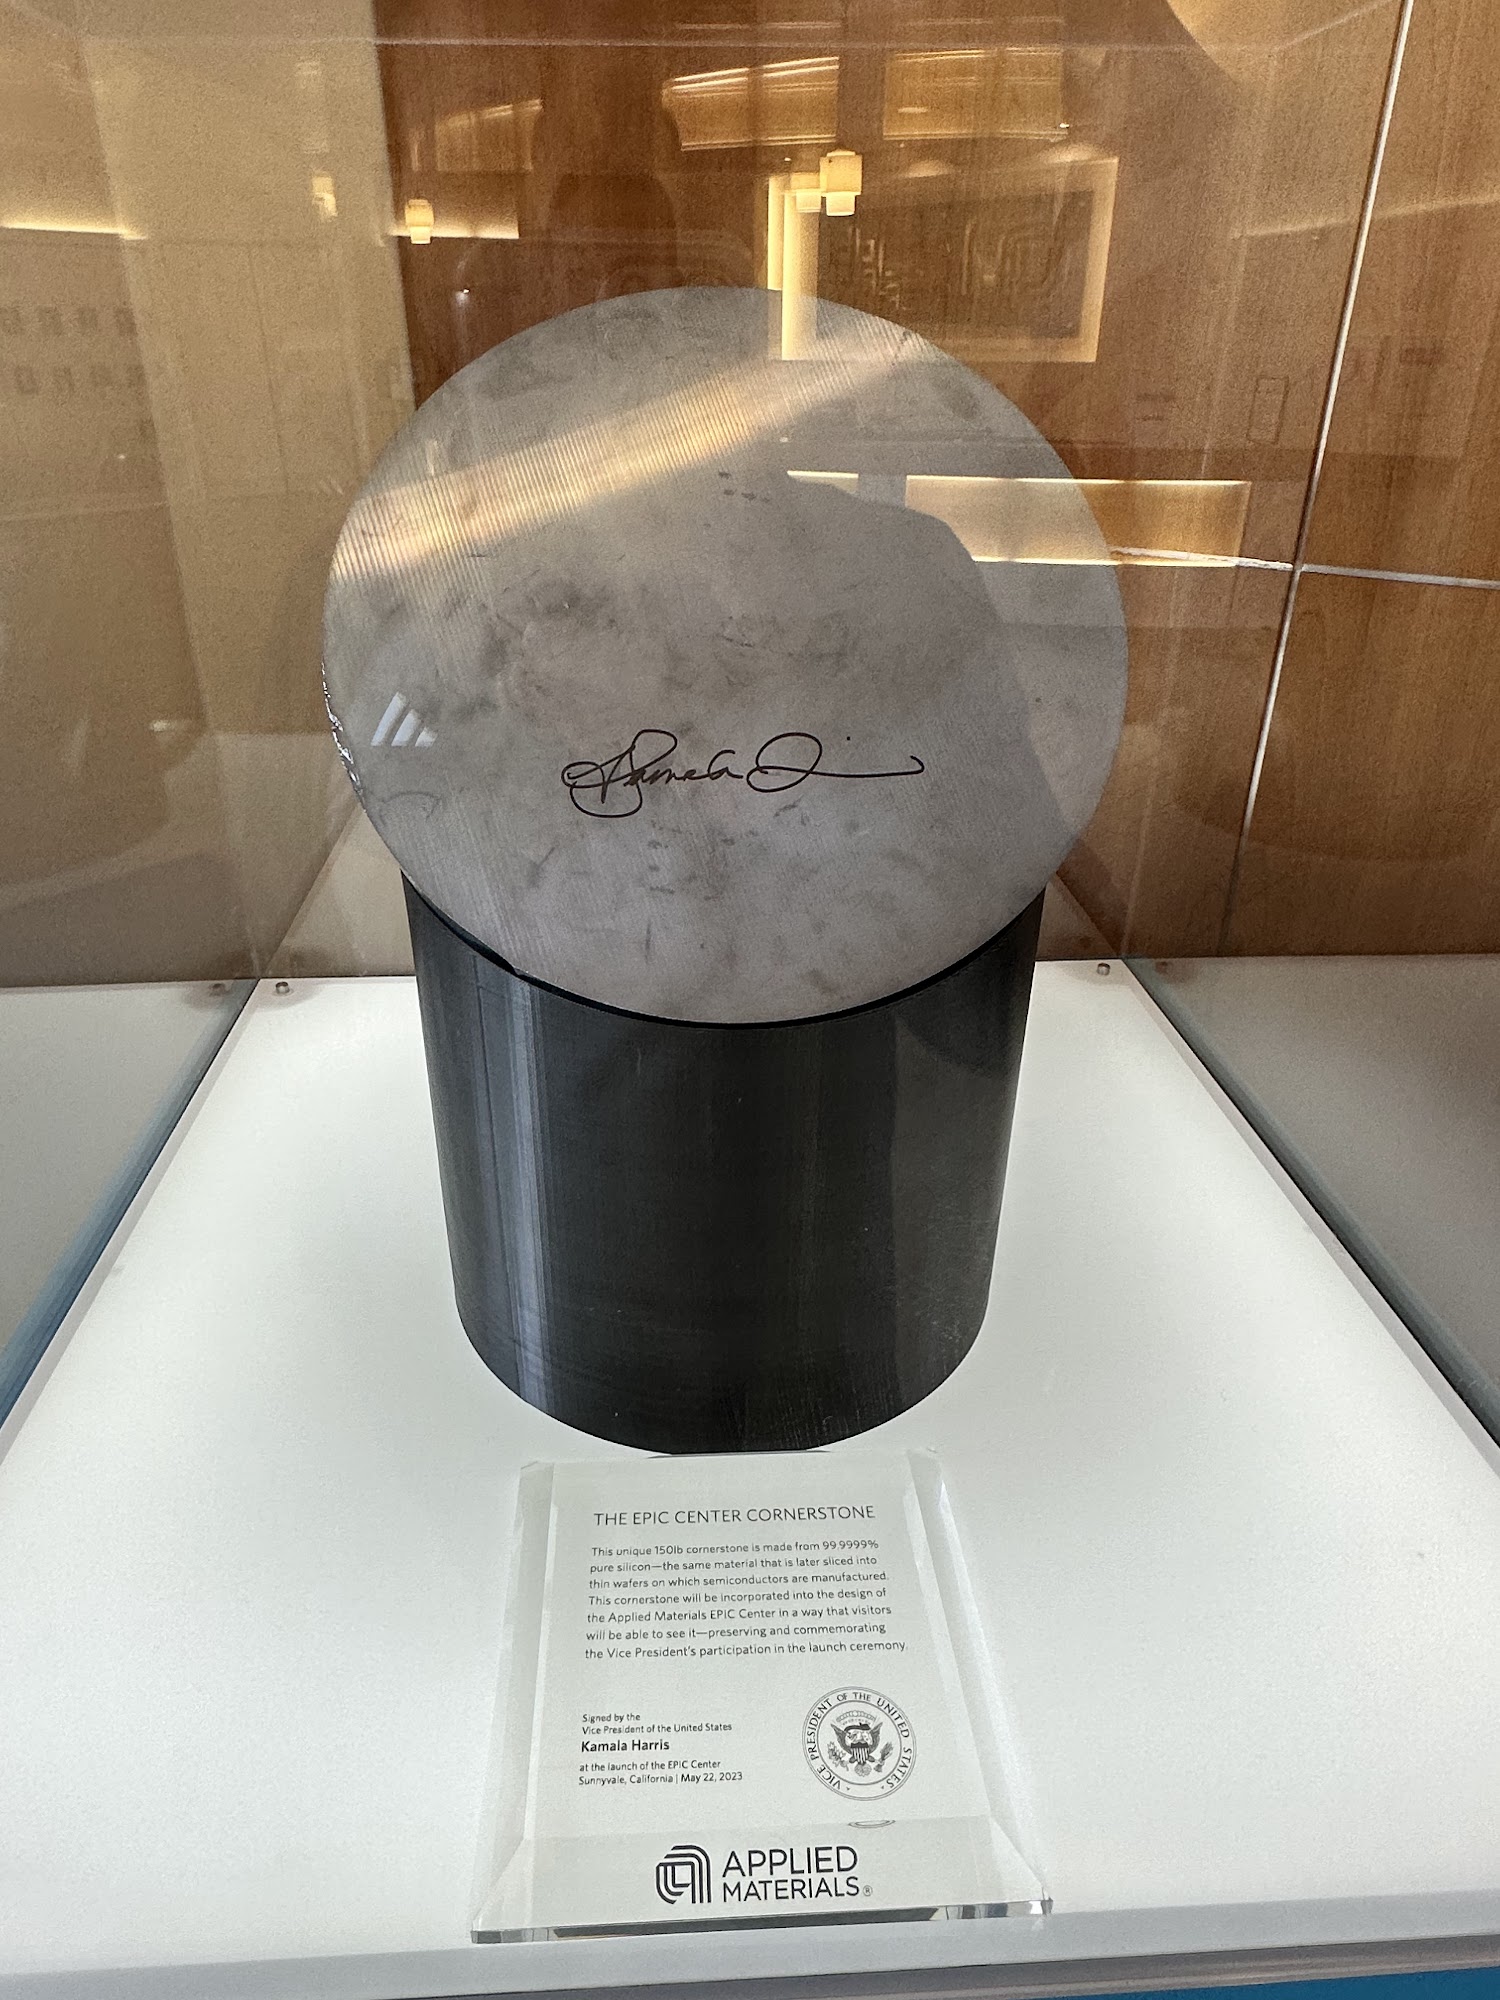 Kamala
THE EPIC CENTER CORNERSTONE
This unique 150lb cornerstone is made from 99.9999%
pure silicon—the same material that is later sliced into
thin wafers on which semiconductors are manufactured.
This cornerstone will be incorporated into the design of
the Applied Materials EPIC Center in a way that visitors
will be able to see it—preserving and commemorating
the Vice President's participation in the launch ceremony.
Signed by the
Vice President of the United States
Kamala Harris
at the launch of the EPIC Center
Sunnyvale, California | May 22, 2023
VICE PRESIDENT OF THE UNITED STATES
APPLIED
MATERIALS®